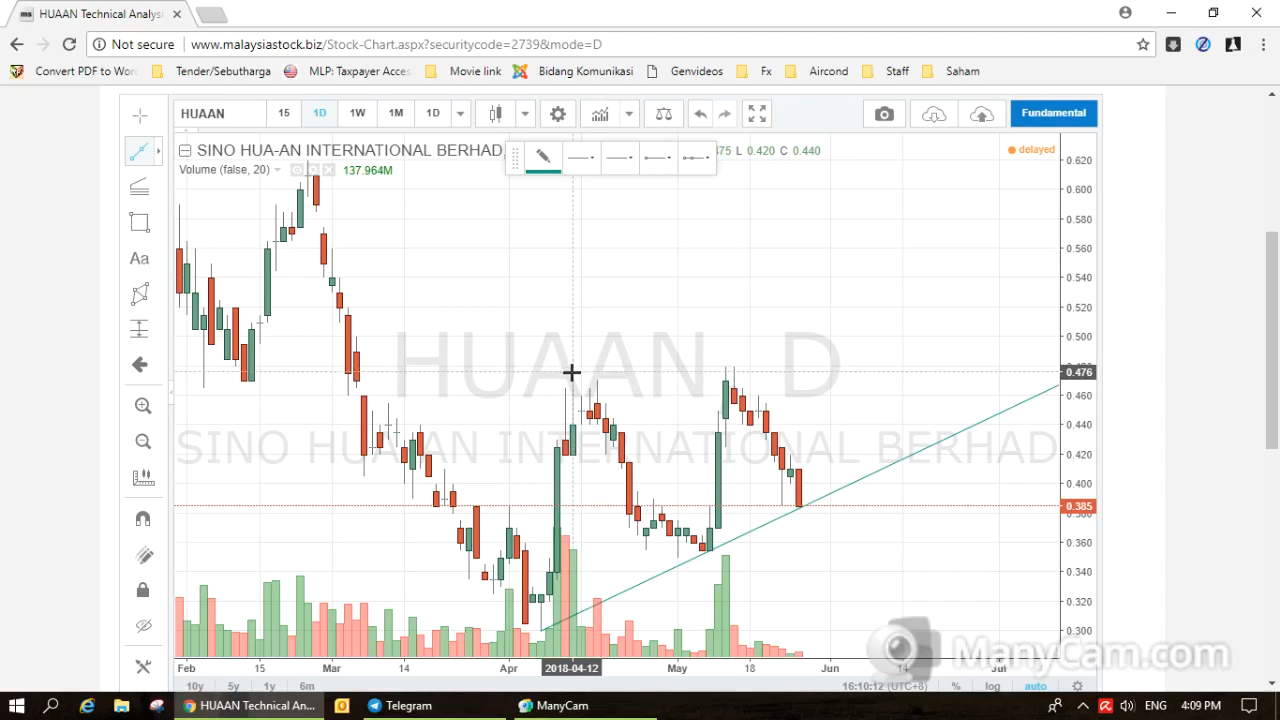 HUAAN Technical Analysi
Not secure
www.malaysiastock.biz/Stock-Chart.aspx?securitycode=2739&mode=D
Convert PDF to Wor
Tender/Sebutharga
MLP: Taxpayer Acces
Movie link
Bidang Komunikasi
Genvideos
Fx
Aircond
Staff
Saham
HUAAN
15
1D
1W
1M
1D
Fundamental
SINO HUA-AN INTERNATIONAL BERHAD,
475 L 0.420 C 0.440
delayed
Volume (false, 20)
137.964M
0.620
0.600
0.580
0.560
0.540
0.520
0.500
0.476
0.460
0.440
0.420
0.400
0.385
0.360
0.340
0.320
0.300
HUAAN, D
SINO HUA-AN INTERNATIONAL BERHAD
Aa
ManyCam.com
Feb
15
Mar
14
Apr
2018-04-12
May
18
Jun
14
Jul
10y
5y
1y
6m
16:10:12 (UTC+8)
%
log
auto
HUAAN Technical An...
Telegram
ManyCam
ENG
4:09 PM